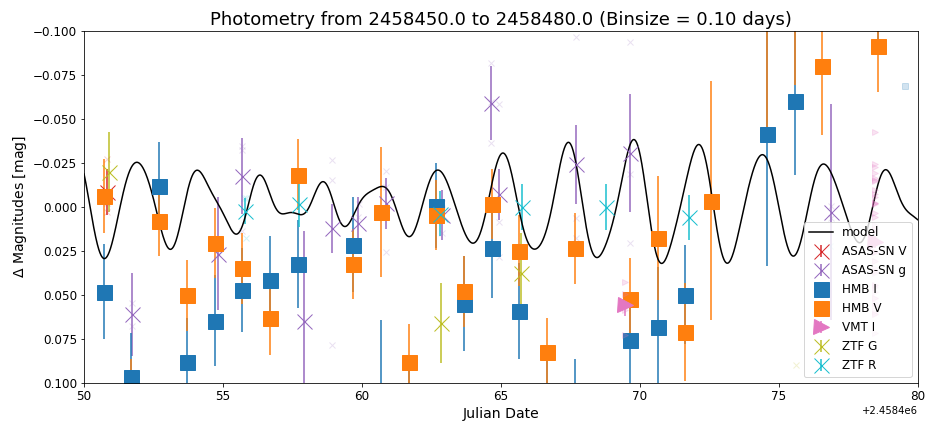 Photometry from 2458450.0 to 2458480.0 (Binsize = 0.10 days)
Δ Magnitudes [mag]
−0.100
−0.075
−0.050
−0.025
0.000
0.025
0.050
0.075
0.100
model
ASAS-SN V
ASAS-SN g
HMB I
HMB V
VMT I
ZTF G
ZTF R
50 55 60 65 70 75 80
+2.4584e6
Julian Date